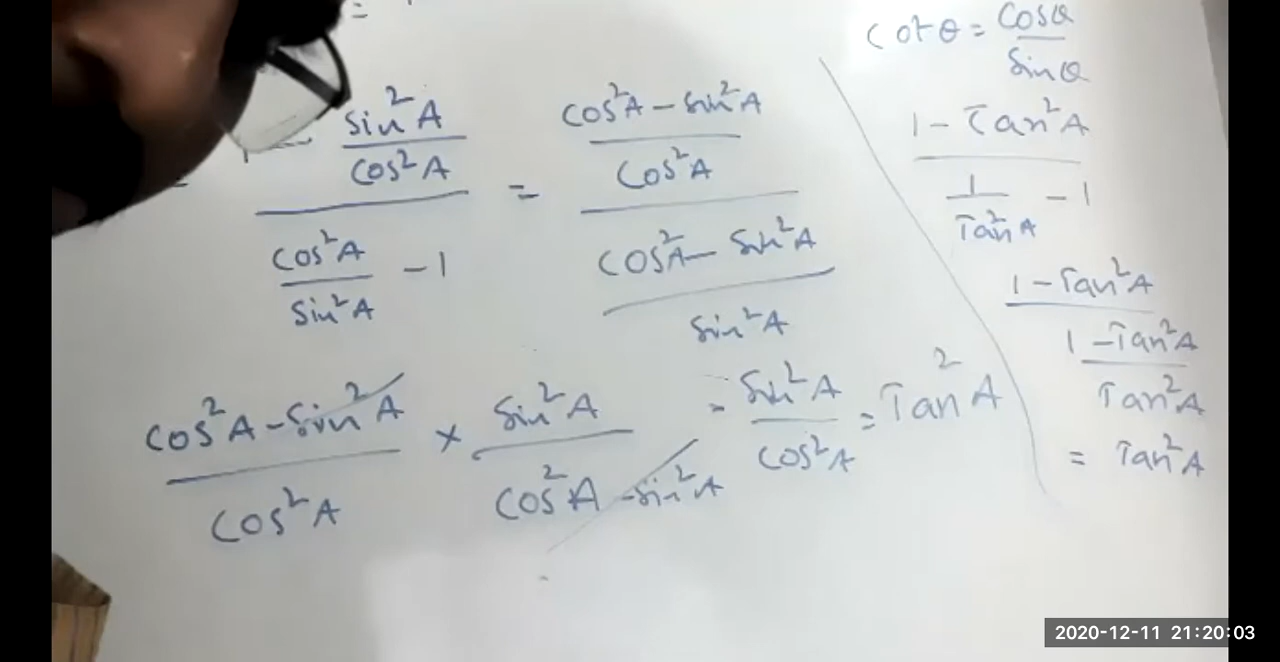 =
1 - sin²A / cos²A
/ (cos²A / sin²A - 1)
= ((cos²A - sin²A) / cos²A) / ((cos²A - sin²A) / sin²A)
(cos²A - sin²A) / cos²A × sin²A / (cos²A - sin²A) = sin²A / cos²A = Tan²A
Cot θ = Cosθ / Sinθ
(1 - Tan²A) / (1 / Tan²A - 1)
(1 - Tan²A) / ((1 - Tan²A) / Tan²A)
= Tan²A
2020-12-11 21:20:03